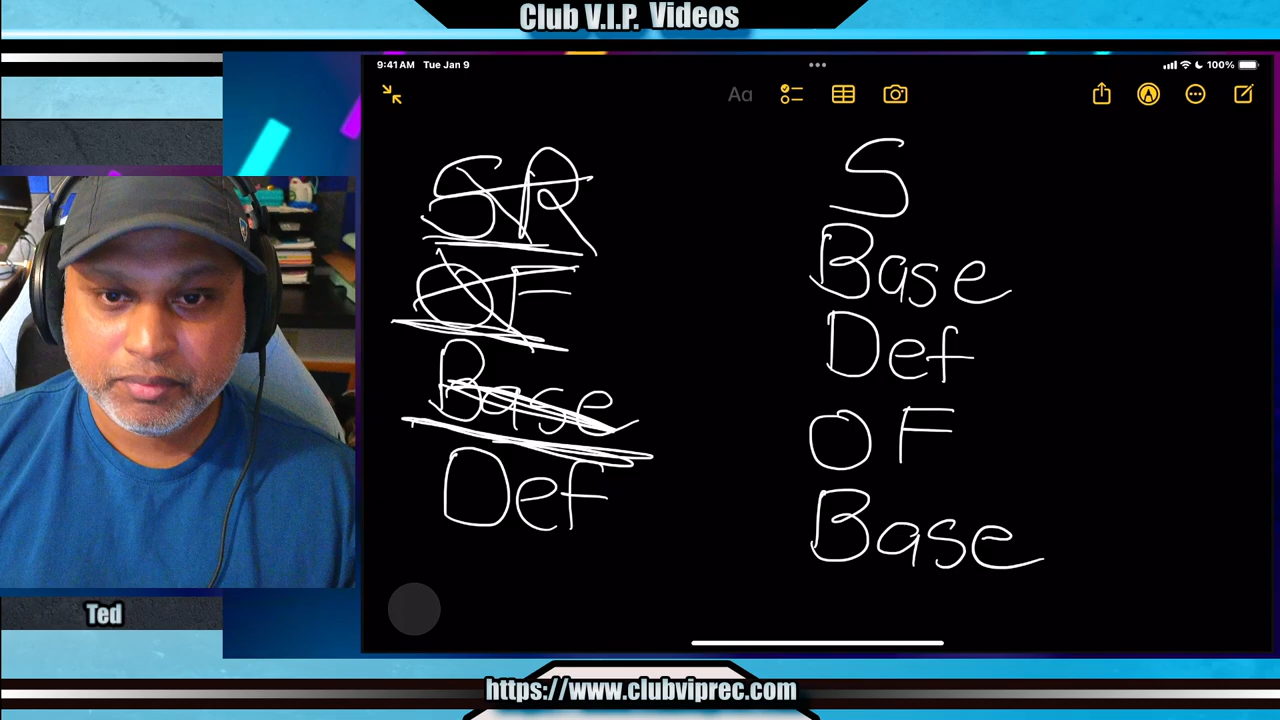 Club V.I.P. Videos
9:41 AM Tue Jan 9
100%
Aa
SR
OF
Base
Def
S
Base
Def
OF
Base
Ted
https://www.clubviprec.com